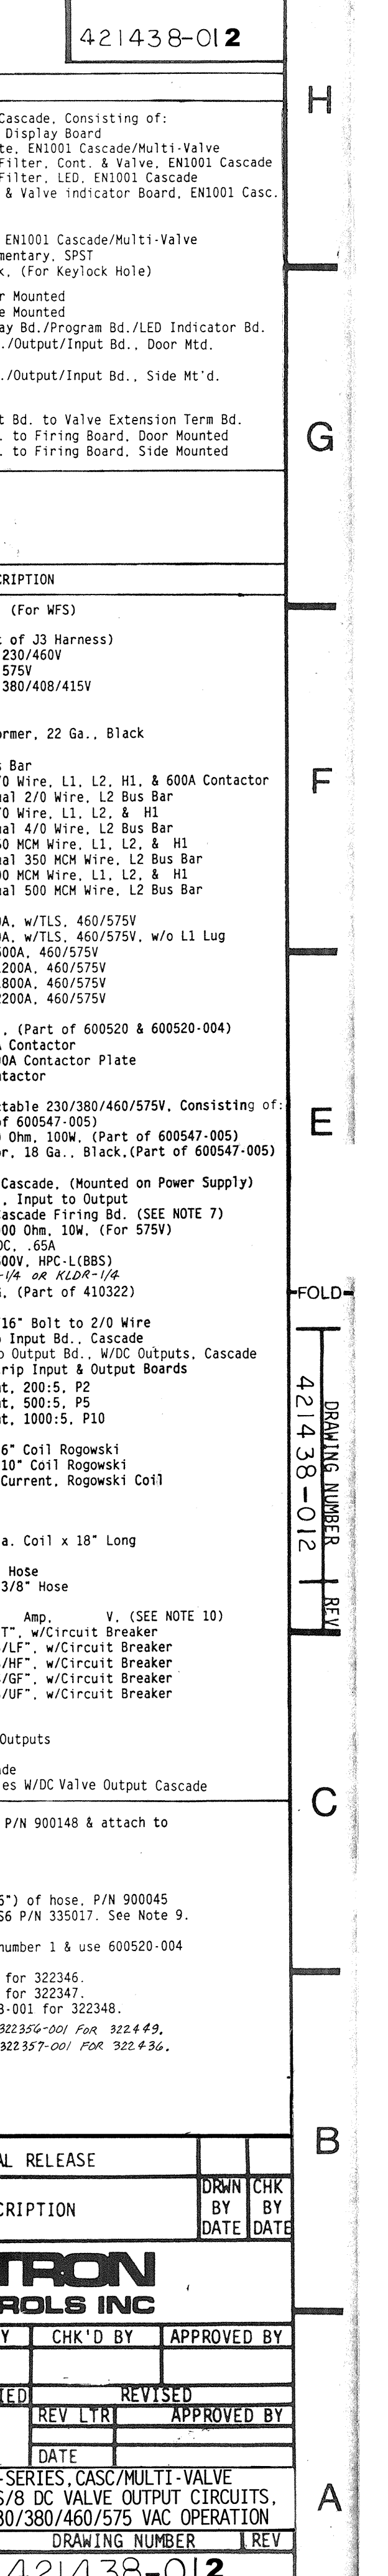 421438-012
H
Cascade, Consisting of:
Display Board
te, EN1001 Cascade/Multi-Valve
Filter, Cont. & Valve, EN1001 Cascade
Filter, LED, EN1001 Cascade
& Valve indicator Board, EN1001 Casc.
EN1001 Cascade/Multi-Valve
mentary, SPST
k, (For Keylock Hole)
r Mounted
e Mounted
ay Bd./Program Bd./LED Indicator Bd.
./Output/Input Bd., Door Mtd.
./Output/Input Bd., Side Mt'd.
t Bd. to Valve Extension Term Bd.
. to Firing Board, Door Mounted
. to Firing Board, Side Mounted
G
CRIPTION
(For WFS)
t of J3 Harness)
230/460V
575V
380/408/415V
ormer, 22 Ga., Black
s Bar
/0 Wire, L1, L2, H1, & 600A Contactor
ual 2/0 Wire, L2 Bus Bar
/0 Wire, L1, L2, & H1
ual 4/0 Wire, L2 Bus Bar
50 MCM Wire, L1, L2, & H1
ual 350 MCM Wire, L2 Bus Bar
00 MCM Wire, L1, L2, & H1
ual 500 MCM Wire, L2 Bus Bar
F
0A, w/TLS, 460/575V
0A, w/TLS, 460/575V, w/o L1 Lug
600A, 460/575V
1200A, 460/575V
1800A, 460/575V
2200A, 460/575V
., (Part of 600520 & 600520-004)
A Contactor
00A Contactor Plate
ntactor
ctable 230/380/460/575V, Consisting of:
of 600547-005)
0 Ohm, 100W, (Part of 600547-005)
or, 18 Ga., Black,(Part of 600547-005)
E
Cascade, (Mounted on Power Supply)
., Input to Output
Cascade Firing Bd. (SEE NOTE 7)
000 Ohm, 10W, (For 575V)
DC, .65A
600V, HPC-L(BBS)
-1/4 OR KLDR-1/4
G, (Part of 410322)
FOLD
/16" Bolt to 2/0 Wire
o Input Bd., Cascade
o Output Bd., W/DC Outputs, Cascade
trip Input & Output Boards
nt, 200:5, P2
nt, 500:5, P5
nt, 1000:5, P10
6" Coil Rogowski
10" Coil Rogowski
Current, Rogowski Coil
a. Coil x 18" Long
Hose
3/8" Hose
Amp, V, (SEE NOTE 10)
T", w/Circuit Breaker
S/LF", w/Circuit Breaker
/HF", w/Circuit Breaker
/GF", w/Circuit Breaker
/UF", w/Circuit Breaker
DRAWING NUMBER REV
421438-012
Outputs
ade
es W/DC Valve Output Cascade
C
P/N 900148 & attach to
6") of hose, P/N 900045
S6 P/N 335017. See Note 9.
number 1 & use 600520-004
for 322346.
for 322347.
8-001 for 322348.
322356-001 FOR 322449.
322357-001 FOR 322436.
B
AL RELEASE
CRIPTION
DRWN BY DATE
CHK BY DATE
TRON
ROLS INC
Y CHK'D BY APPROVED BY
IED REVISED
REV LTR APPROVED BY
DATE
-SERIES, CASC/MULTI-VALVE
S/8 DC VALVE OUTPUT CIRCUITS,
30/380/460/575 VAC OPERATION
A
DRAWING NUMBER REV
421438-012